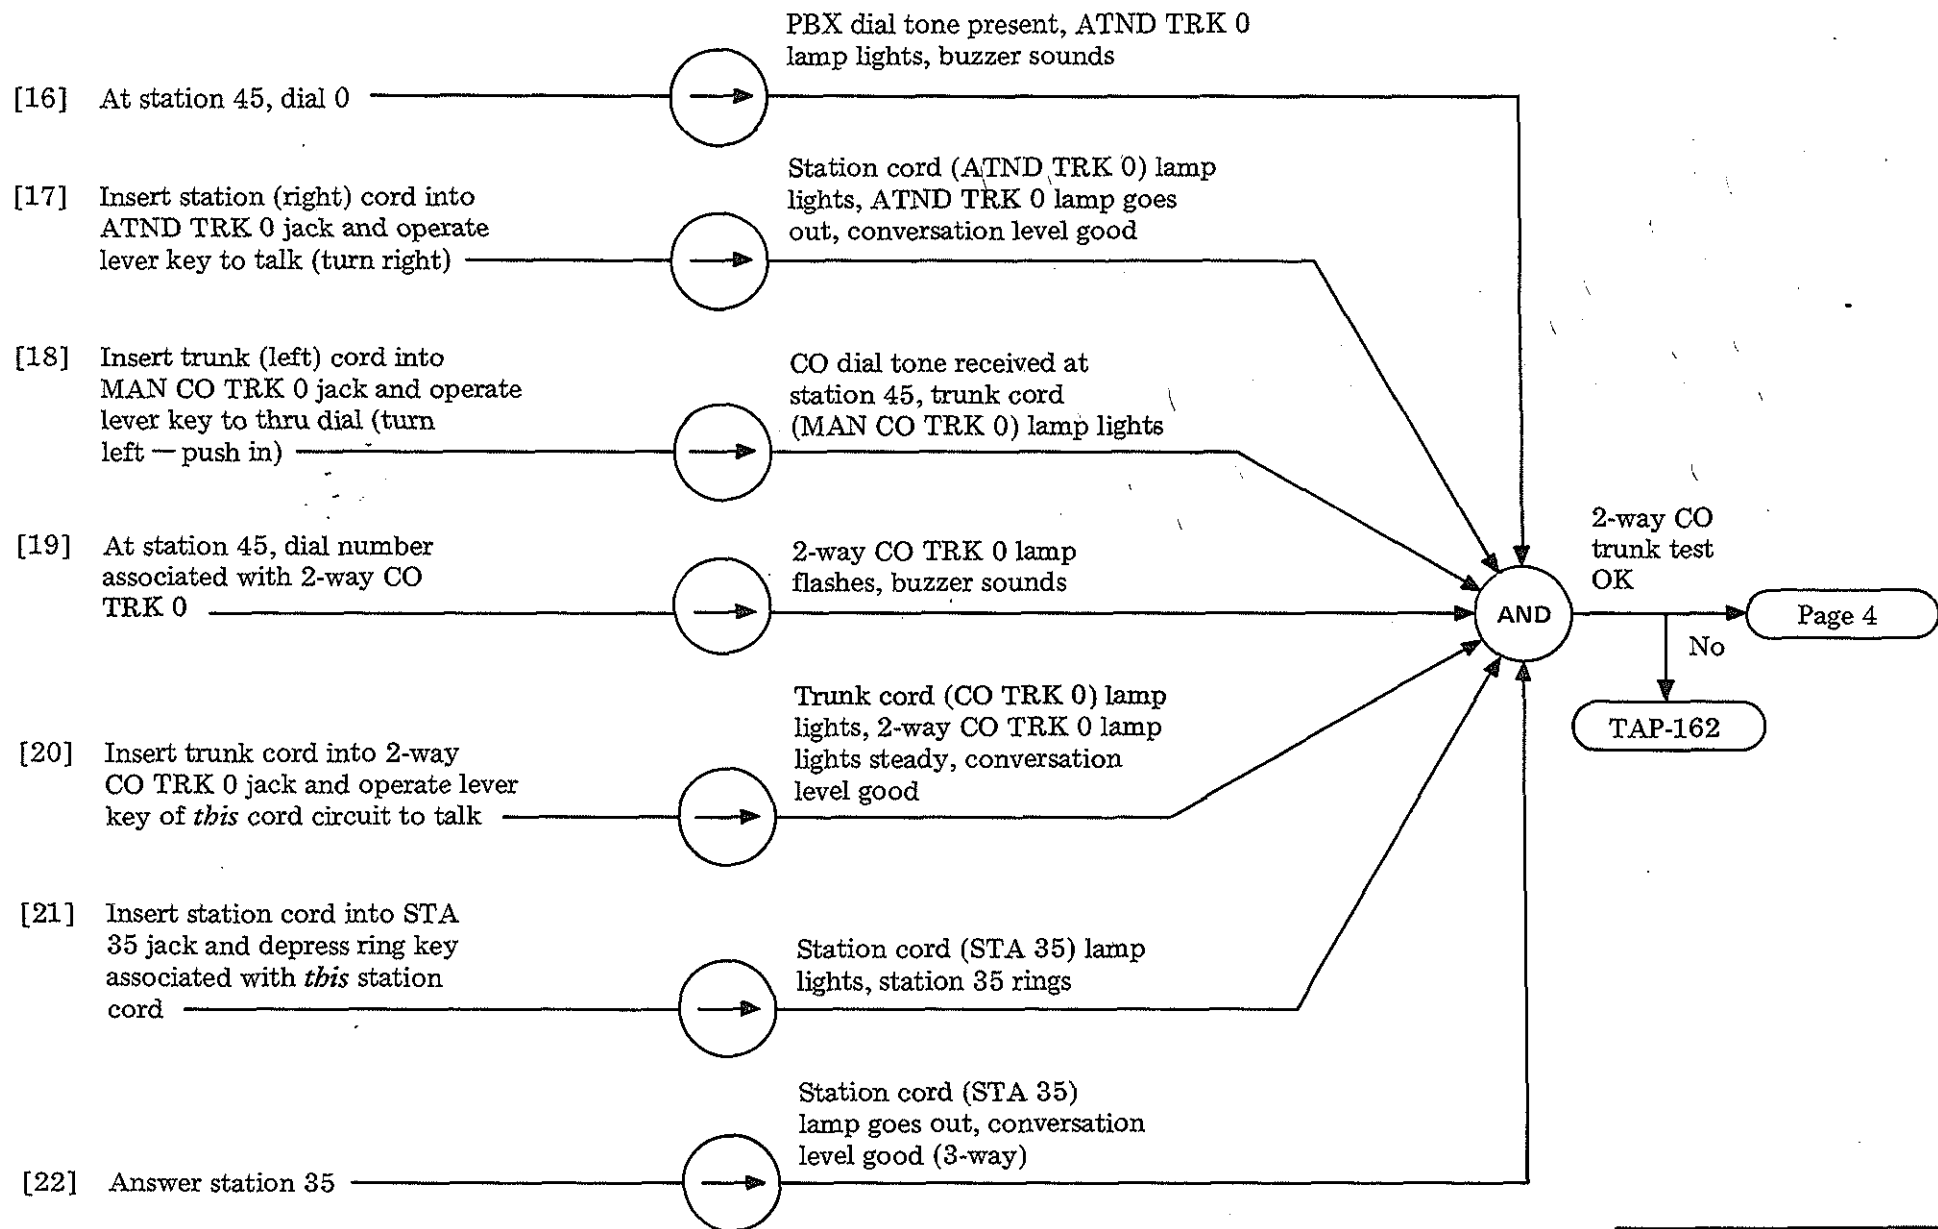 PBX dial tone present, ATND TRK 0
lamp lights, buzzer sounds
[16] At station 45, dial 0
Station cord (ATND TRK 0) lamp
lights, ATND TRK 0 lamp goes
out, conversation level good
[17] Insert station (right) cord into
ATND TRK 0 jack and operate
lever key to talk (turn right)
CO dial tone received at
station 45, trunk cord
(MAN CO TRK 0) lamp lights
[18] Insert trunk (left) cord into
MAN CO TRK 0 jack and operate
lever key to thru dial (turn
left — push in)
2-way CO TRK 0 lamp
flashes, buzzer sounds
[19] At station 45, dial number
associated with 2-way CO
TRK 0
2-way CO
trunk test
OK
AND
Page 4
No
TAP-162
Trunk cord (CO TRK 0) lamp
lights, 2-way CO TRK 0 lamp
lights steady, conversation
level good
[20] Insert trunk cord into 2-way
CO TRK 0 jack and operate lever
key of this cord circuit to talk
[21] Insert station cord into STA
35 jack and depress ring key
associated with this station
cord
Station cord (STA 35) lamp
lights, station 35 rings
Station cord (STA 35)
lamp goes out, conversation
level good (3-way)
[22] Answer station 35